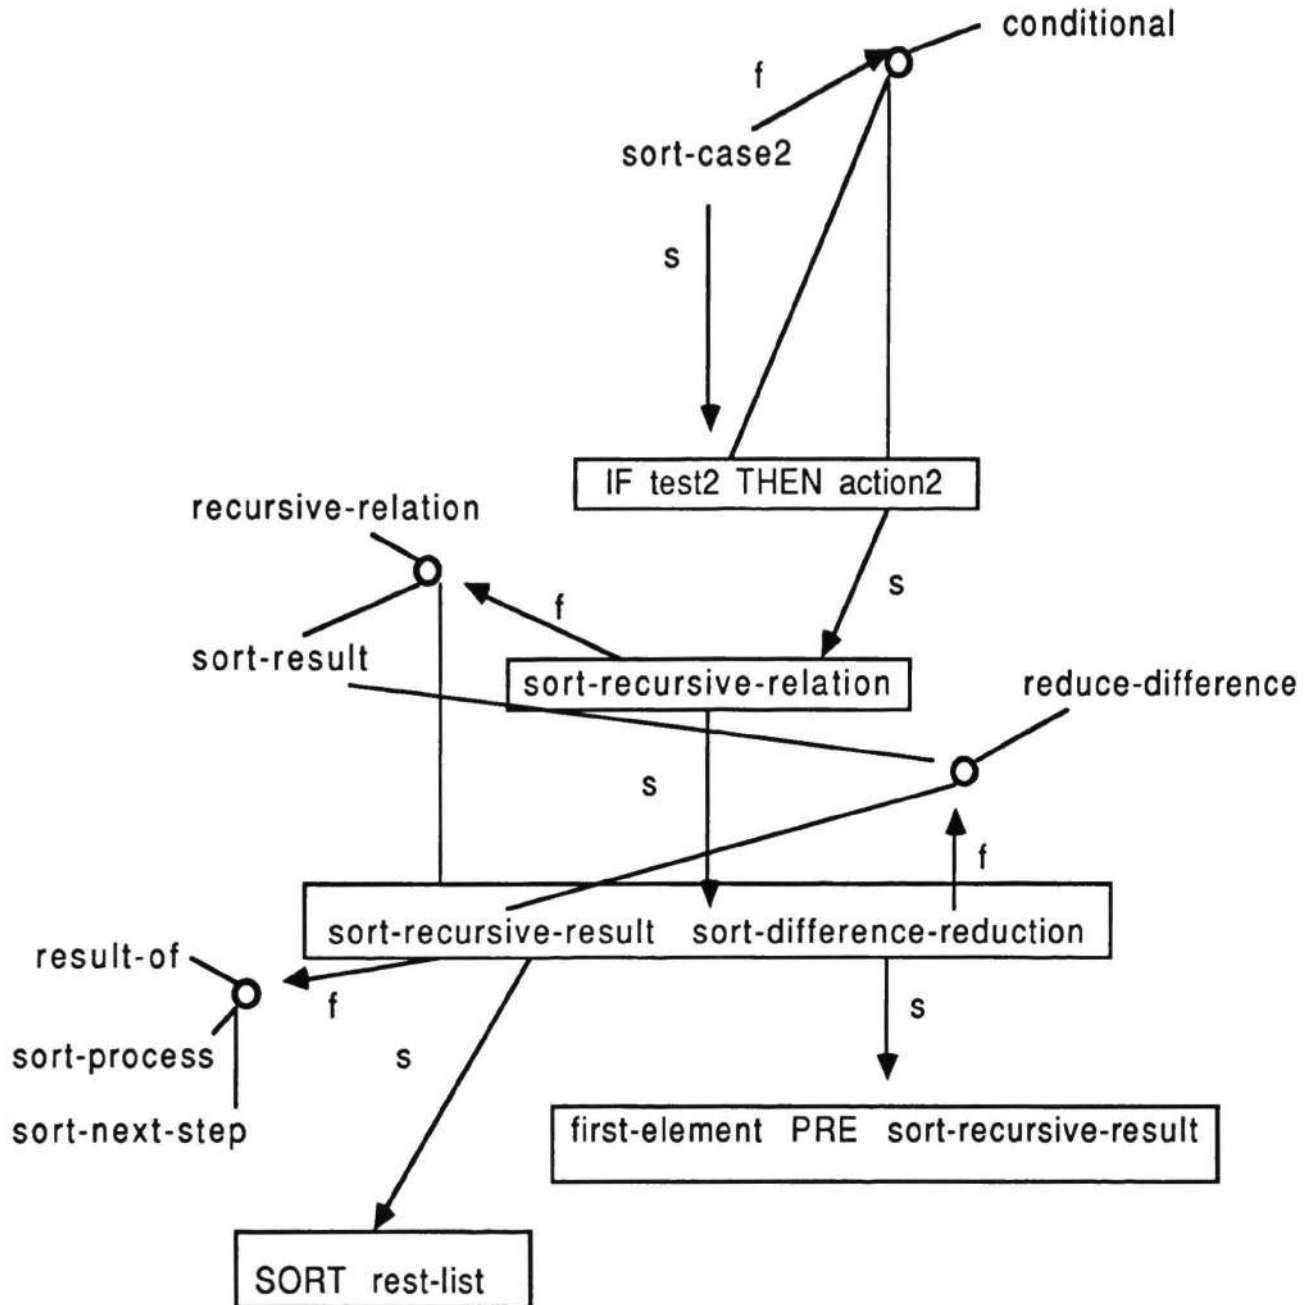 conditional
f
sort-case2
s
IF test2 THEN action2
recursive-relation
s
f
sort-result
sort-recursive-relation
reduce-difference
s
f
sort-recursive-result sort-difference-reduction
result-of
f
s
sort-process
s
sort-next-step
first-element PRE sort-recursive-result
SORT rest-list